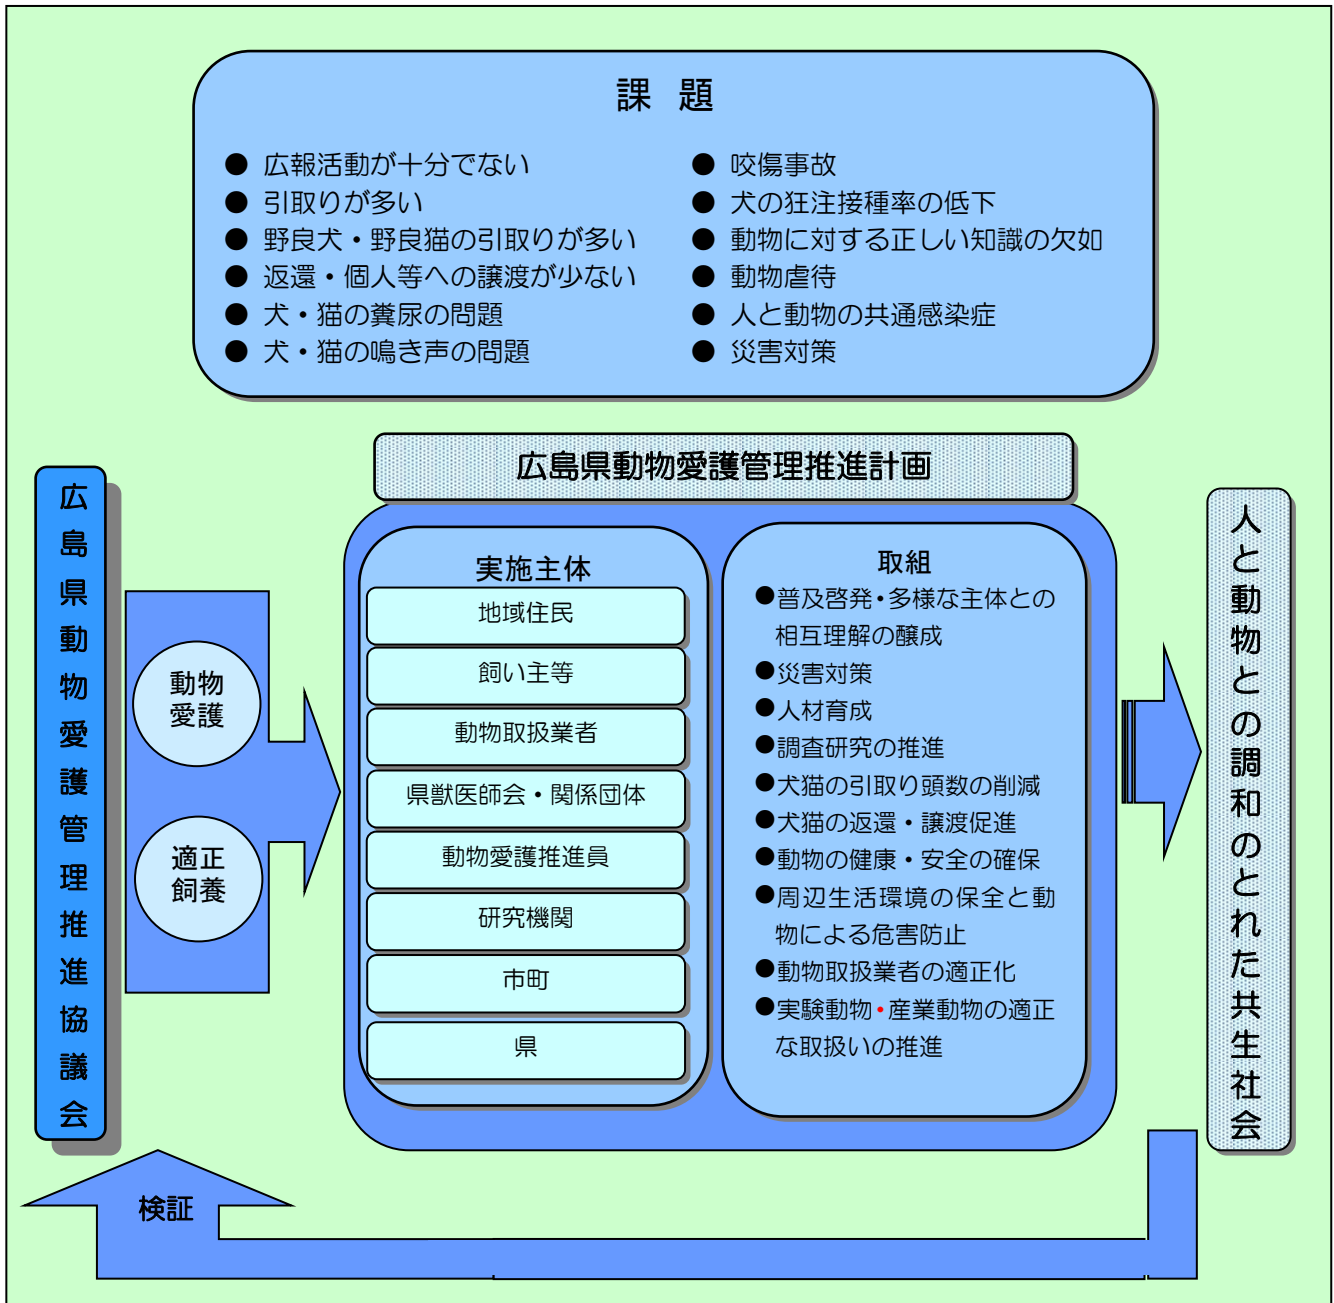 課 題
● 広報活動が十分でない
● 引取りが多い
● 野良犬・野良猫の引取りが多い
● 返還・個人等への譲渡が少ない
● 犬・猫の糞尿の問題
● 犬・猫の鳴き声の問題
● 咬傷事故
● 犬の狂注接種率の低下
● 動物に対する正しい知識の欠如
● 動物虐待
● 人と動物の共通感染症
● 災害対策
広島県動物愛護管理推進協議会
動物
愛護
適正
飼養
広島県動物愛護管理推進計画
実施主体
地域住民
飼い主等
動物取扱業者
県獣医師会・関係団体
動物愛護推進員
研究機関
市町
県
取組
●普及啓発・多様な主体との
相互理解の醸成
●災害対策
●人材育成
●調査研究の推進
●犬猫の引取り頭数の削減
●犬猫の返還・譲渡促進
●動物の健康・安全の確保
●周辺生活環境の保全と動
物による危害防止
●動物取扱業者の適正化
●実験動物・産業動物の適正
な取扱いの推進
人と動物との調和のとれた共生社会
検証